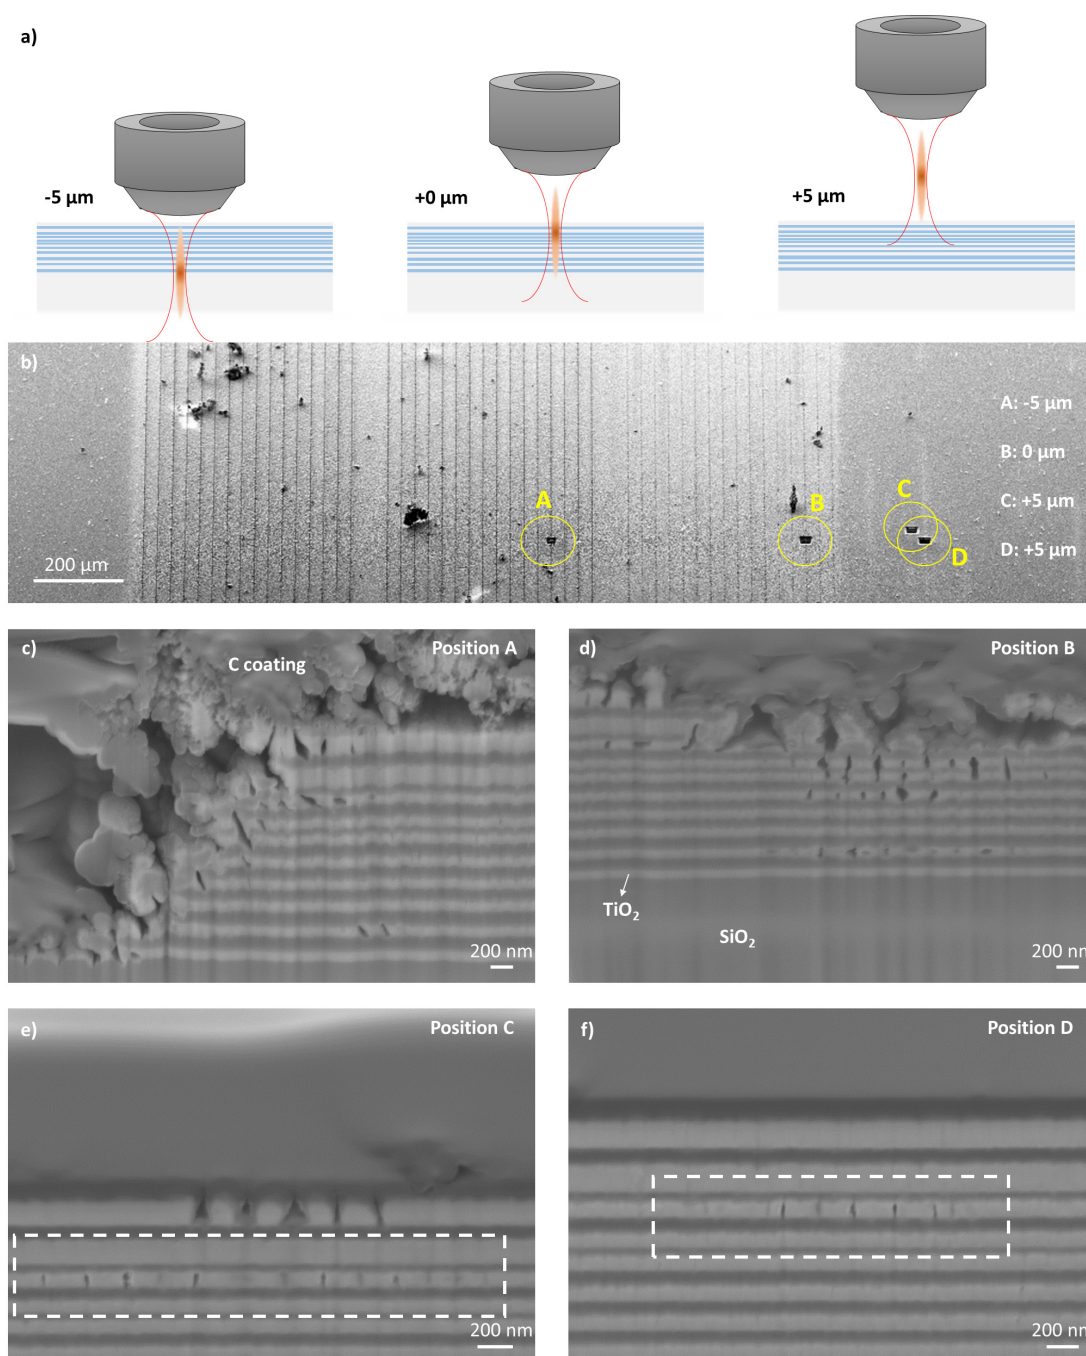 a)
-5 µm
+0 µm
+5 µm
b)
A: -5 µm
B: 0 µm
C: +5 µm
D: +5 µm
A
B
C
D
200 µm
c)
Position A
C coating
200 nm
d)
Position B
TiO₂
SiO₂
200 nm
e)
Position C
200 nm
f)
Position D
200 nm